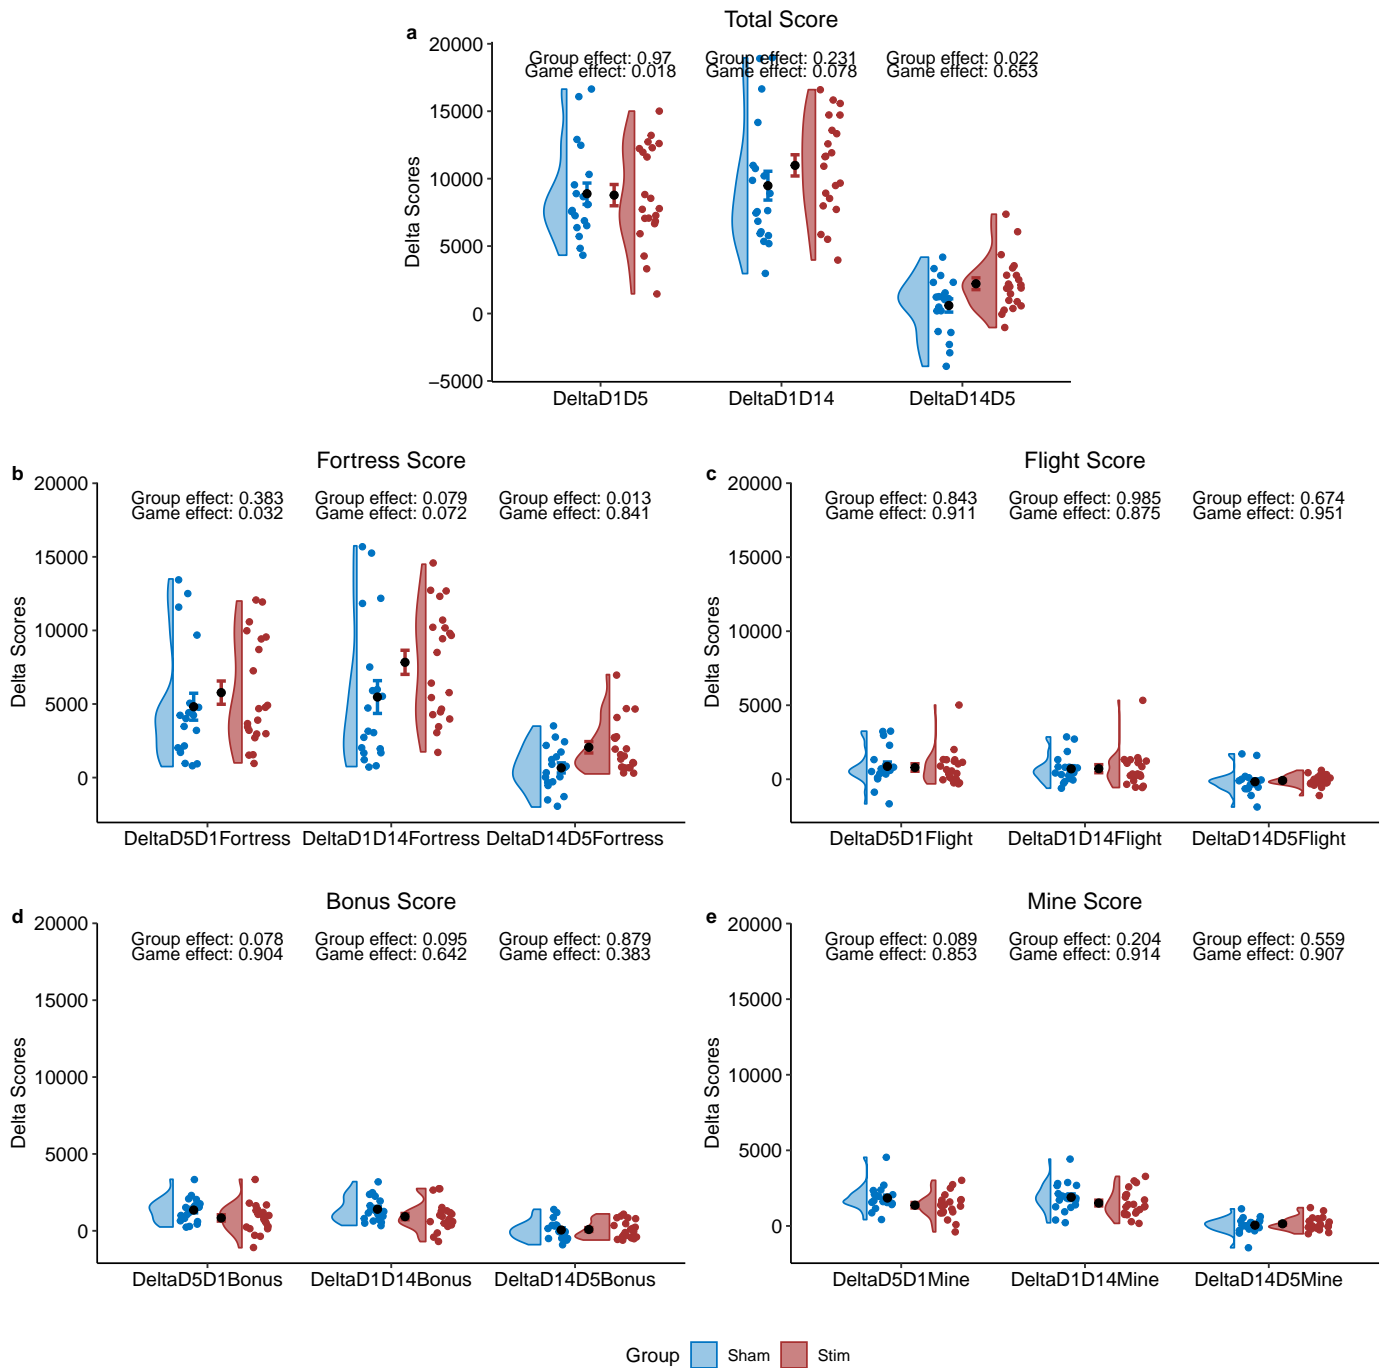 Total Score
a
20000
15000
10000
5000
0
−5000
Delta Scores
Group effect: 0.97
Game effect: 0.018
Group effect: 0.231
Game effect: 0.078
Group effect: 0.022
Game effect: 0.653
DeltaD1D5
DeltaD1D14
DeltaD14D5
Fortress Score
b
20000
15000
10000
5000
0
Delta Scores
Group effect: 0.383
Game effect: 0.032
Group effect: 0.079
Game effect: 0.072
Group effect: 0.013
Game effect: 0.841
DeltaD5D1Fortress
DeltaD1D14Fortress
DeltaD14D5Fortress
Flight Score
c
20000
15000
10000
5000
0
Delta Scores
Group effect: 0.843
Game effect: 0.911
Group effect: 0.985
Game effect: 0.875
Group effect: 0.674
Game effect: 0.951
DeltaD5D1Flight
DeltaD1D14Flight
DeltaD14D5Flight
Bonus Score
d
20000
15000
10000
5000
0
Delta Scores
Group effect: 0.078
Game effect: 0.904
Group effect: 0.095
Game effect: 0.642
Group effect: 0.879
Game effect: 0.383
DeltaD5D1Bonus
DeltaD1D14Bonus
DeltaD14D5Bonus
Mine Score
e
20000
15000
10000
5000
0
Delta Scores
Group effect: 0.089
Game effect: 0.853
Group effect: 0.204
Game effect: 0.914
Group effect: 0.559
Game effect: 0.907
DeltaD5D1Mine
DeltaD1D14Mine
DeltaD14D5Mine
Group
Sham
Stim